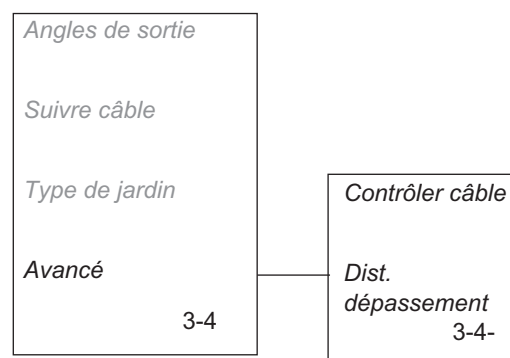 Angles de sortie
Suivre câble
Type de jardin
Avancé
3-4
Contrôler câble
Dist.
dépassement
3-4-